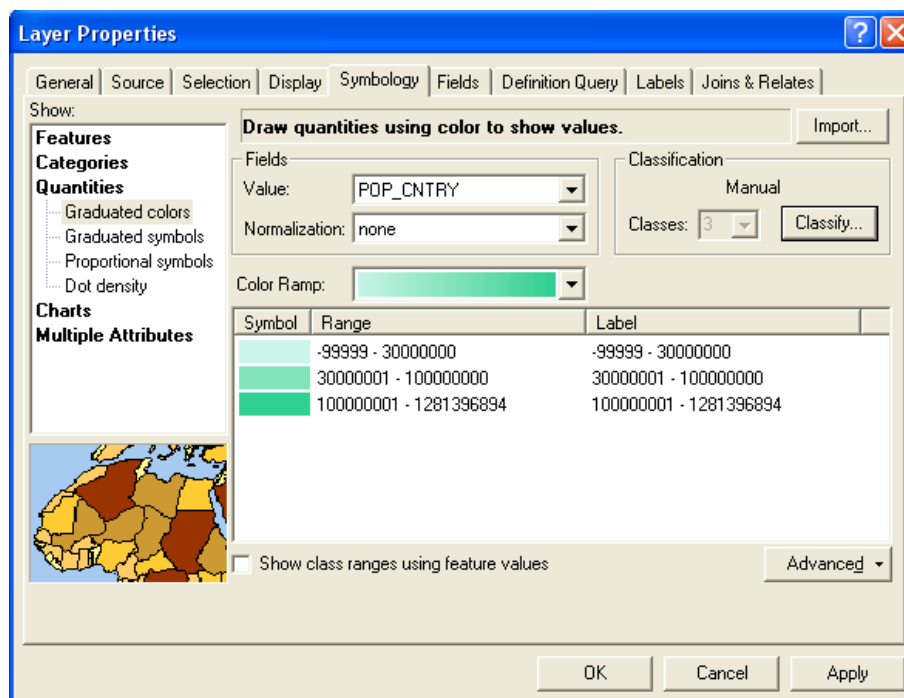 Layer Properties
General Source Selection Display Symbology Fields Definition Query Labels Joins & Relates
Show:
Features
Categories
Quantities
Graduated colors
Graduated symbols
Proportional symbols
Dot density
Charts
Multiple Attributes
Draw quantities using color to show values.
Import...
Fields
Value: POP_CNTRY
Normalization: none
Classification
Manual
Classes: 3 Classify...
Color Ramp:
Symbol Range Label
-99999 - 30000000 -99999 - 30000000
30000001 - 100000000 30000001 - 100000000
100000001 - 1281396894 100000001 - 1281396894
Show class ranges using feature values
Advanced
OK Cancel Apply